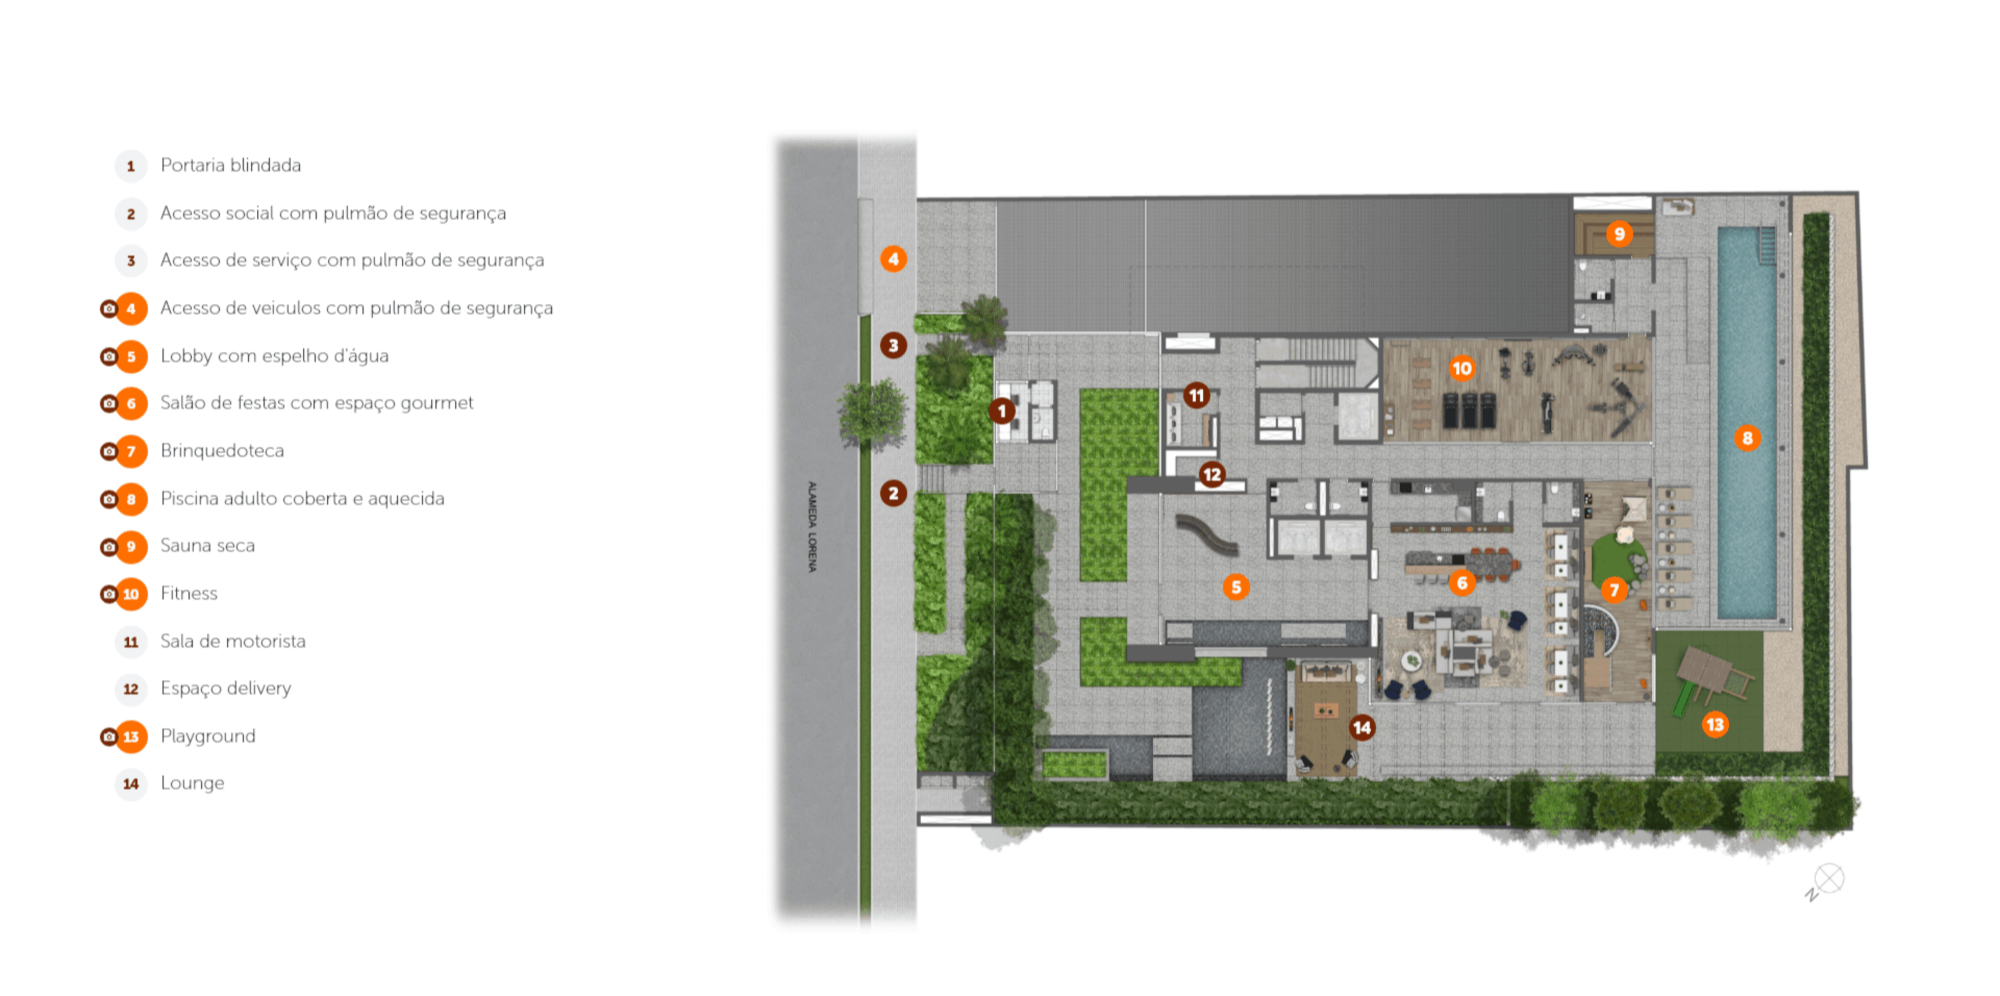 1 Portaria blindada
2 Acesso social com pulmão de segurança
3 Acesso de serviço com pulmão de segurança
4 Acesso de veiculos com pulmão de segurança
5 Lobby com espelho d'água
6 Salão de festas com espaço gourmet
7 Brinquedoteca
8 Piscina adulto coberta e aquecida
9 Sauna seca
10 Fitness
11 Sala de motorista
12 Espaço delivery
13 Playground
14 Lounge
ALAMEDA LORENA
4
3
1
2
11
12
5
10
9
8
6
7
14
13
N